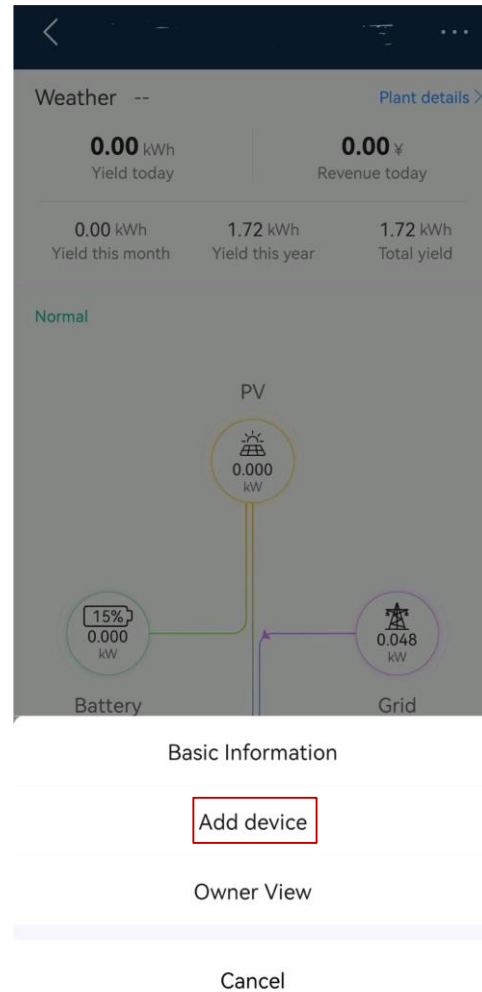 Weather -- Plant details >
0.00 kWh 0.00 ¥
Yield today Revenue today
0.00 kWh 1.72 kWh 1.72 kWh
Yield this month Yield this year Total yield
Normal
PV
0.000
kW
15%
0.000
kW
0.048
kW
Battery Grid
Basic Information
Add device
Owner View
Cancel